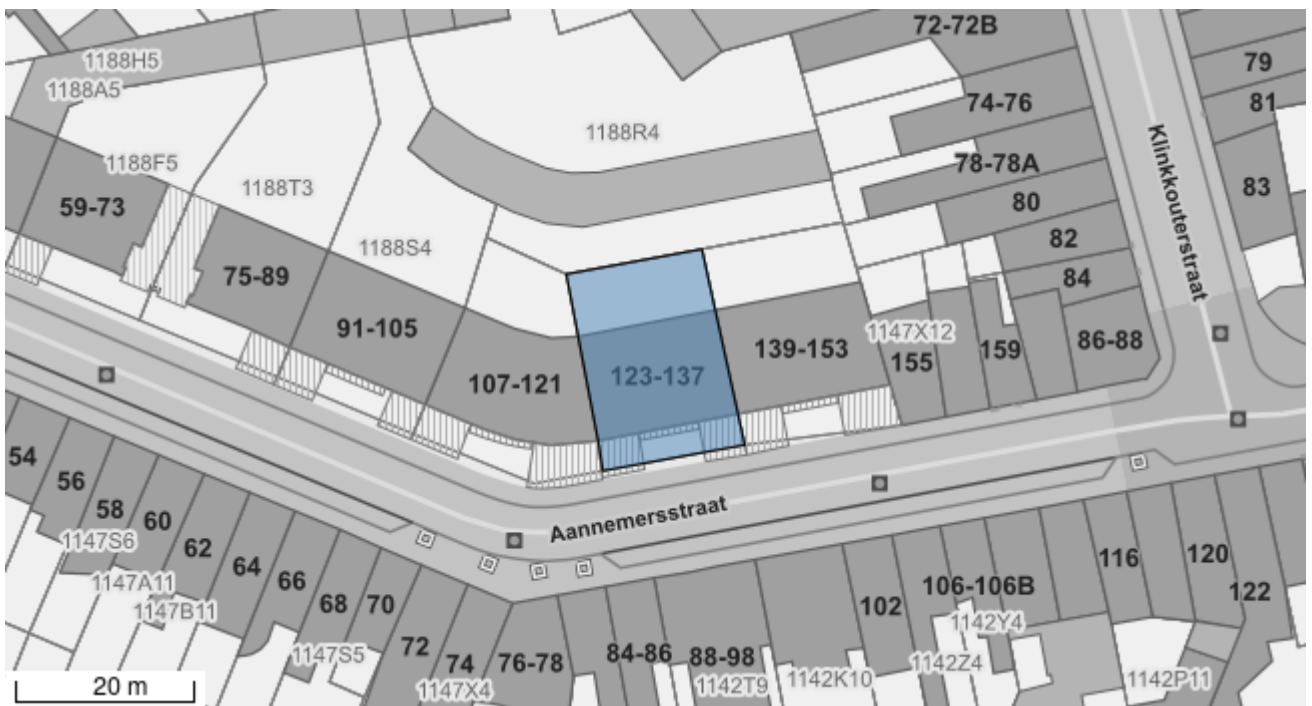 72-72B
1188H5
79
1188A5
74-76
81
1188R4
1188F5
78-78A
Klinkkouterstraat
1188T3
83
59-73
80
1188S4
82
75-89
84
91-105
1147X12
139-153
155
159
86-88
107-121
123-137
54
56
58
Aannemersstraat
1147S6
60
62
64
116
120
1147A11
1147B11
66
68
70
102
106-106B
122
1142Y4
1147S5
72
74
76-78
84-86
88-98
1142Z4
1147X4
1142T9
1142K10
1142P11
20 m